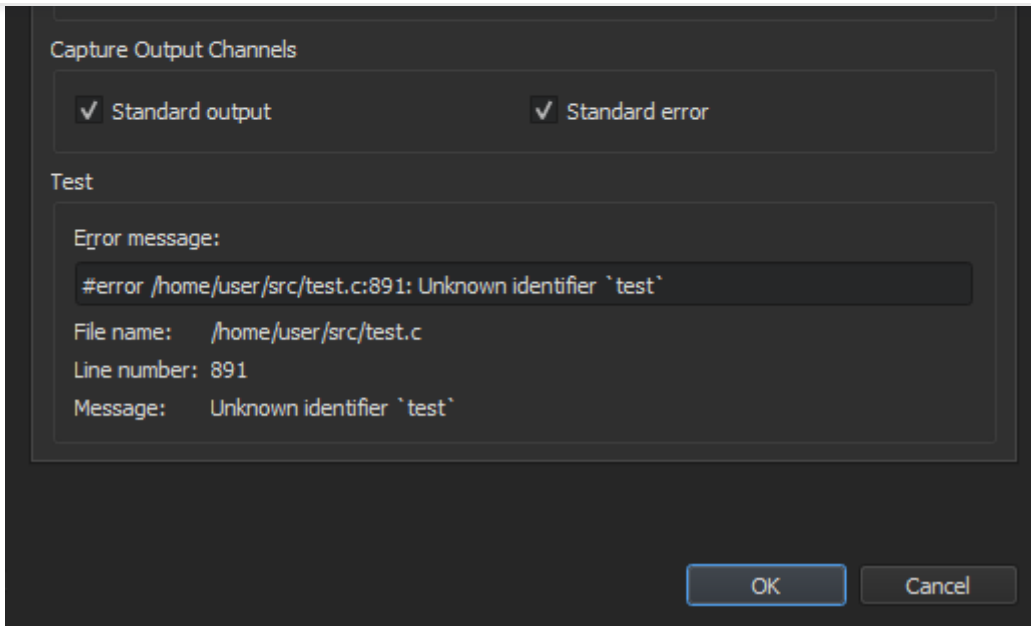 Capture Output Channels
Standard output
Standard error
Test
Error message:
#error /home/user/src/test.c:891: Unknown identifier `test`
File name: /home/user/src/test.c
Line number: 891
Message: Unknown identifier `test`
OK
Cancel